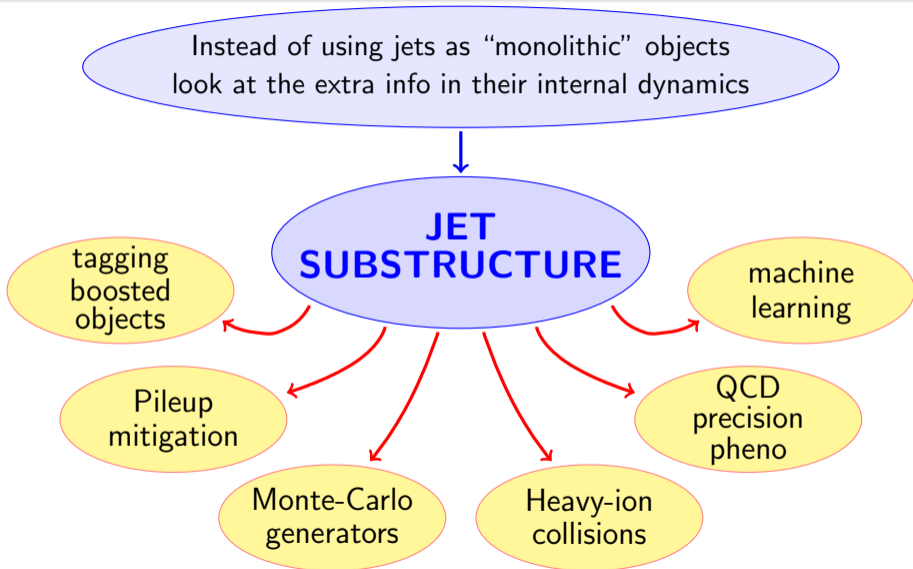 Instead of using jets as “monolithic” objects
look at the extra info in their internal dynamics
JET
SUBSTRUCTURE
tagging
boosted
objects
machine
learning
Pileup
mitigation
QCD
precision
pheno
Monte-Carlo
generators
Heavy-ion
collisions